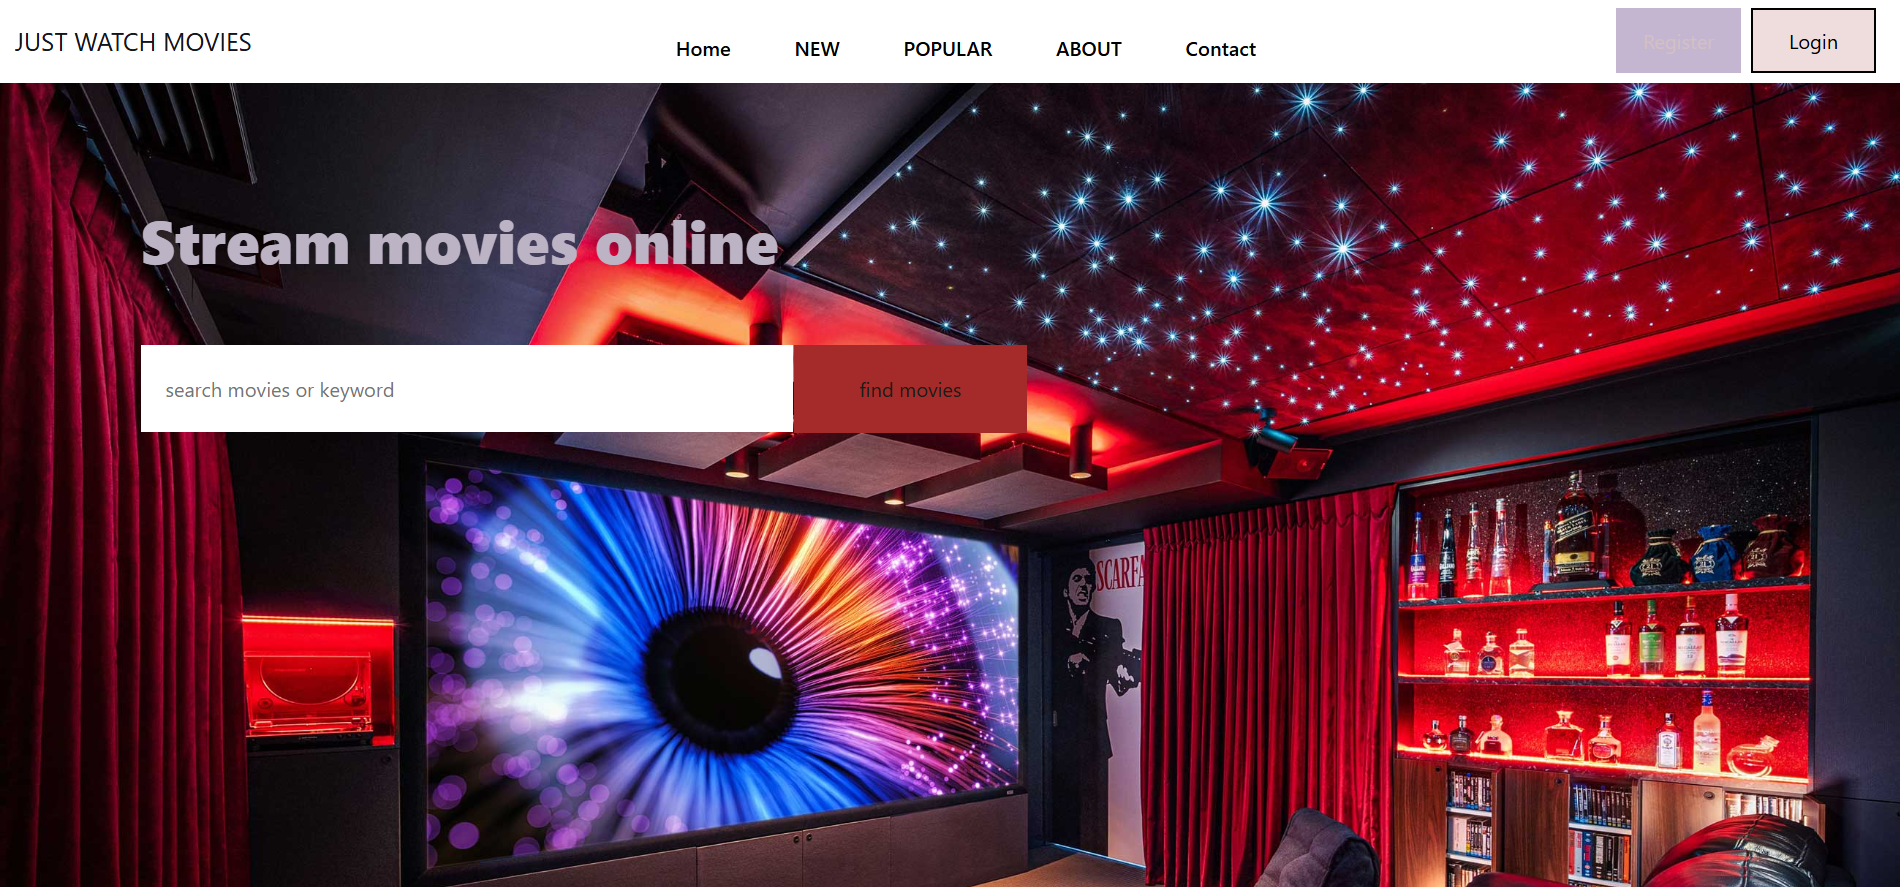 JUST WATCH MOVIES
Home NEW POPULAR ABOUT Contact
Register Login
Stream movies online
search movies or keyword find movies
SCARFA